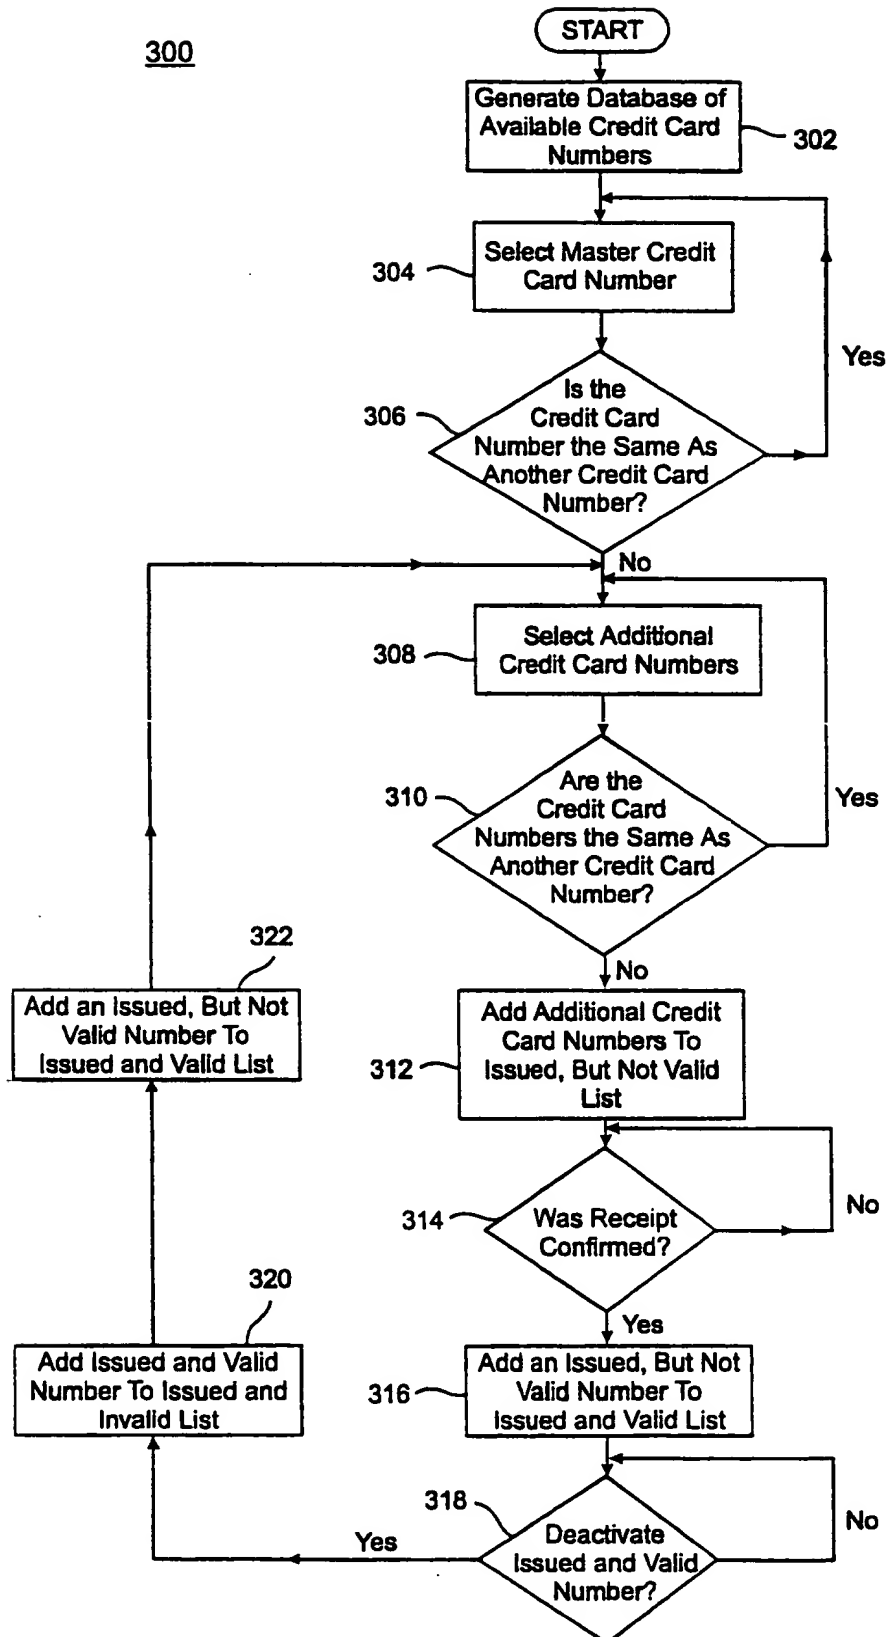 300
START
Generate Database of
Available Credit Card
Numbers
302
Select Master Credit
Card Number
304
Yes
Is the
Credit Card
Number the Same As
Another Credit Card
Number?
306
No
Select Additional
Credit Card Numbers
308
Are the
Credit Card
Numbers the Same As
Another Credit Card
Number?
310
Yes
No
322
Add an Issued, But Not
Valid Number To
Issued and Valid List
Add Additional Credit
Card Numbers To
Issued, But Not Valid
List
312
Was Receipt
Confirmed?
314
No
Yes
320
Add Issued and Valid
Number To Issued and
Invalid List
Add an Issued, But Not
Valid Number To
Issued and Valid List
316
318
Deactivate
Issued and Valid
Number?
No
Yes